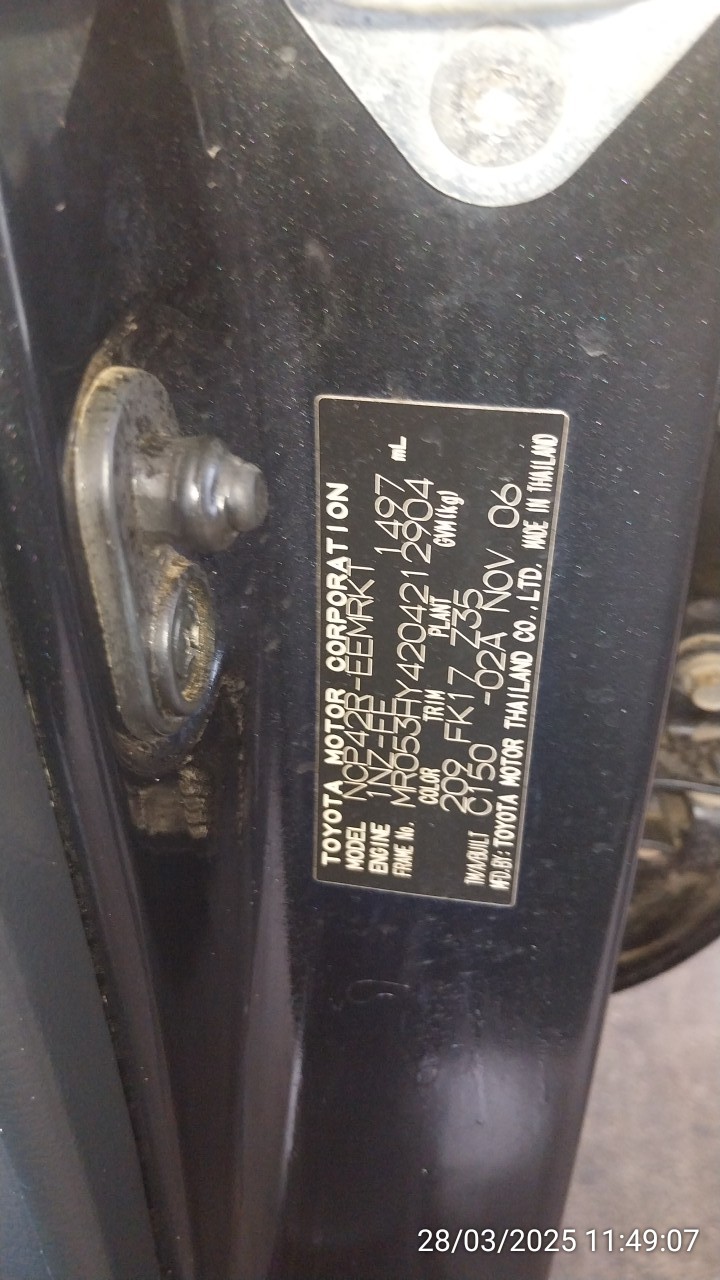 TOYOTA MOTOR CORPORATION
MODEL NCP42R-EEMRKT
ENGINE 1NZ-FE 1497 mL
FRAME No. MR053HY4204212904
COLOR TRIM PLANT GVM(kg)
209 FK17 Z35
TM/A/BUILT C150 -02A NOV 06
MFD.BY: TOYOTA MOTOR THAILAND CO.,LTD. MADE IN THAILAND
28/03/2025 11:49:07